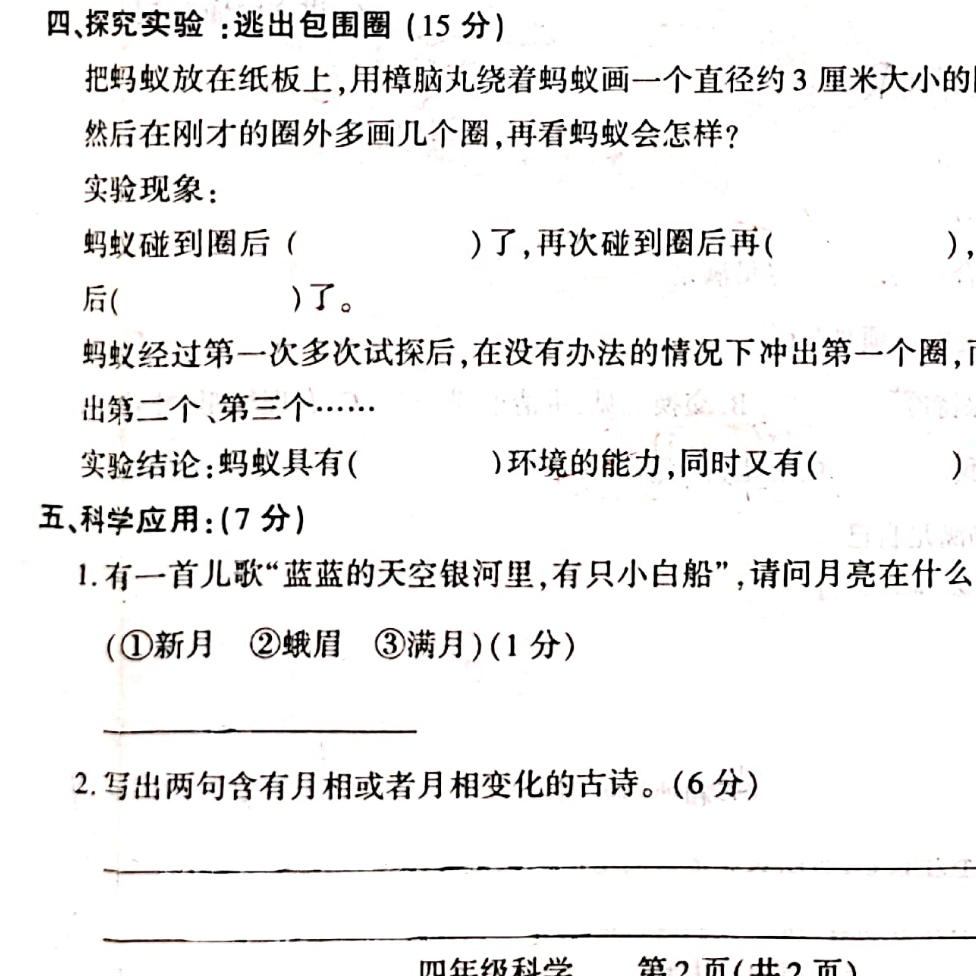 四、探究实验:逃出包围圈(15 分)
把蚂蚁放在纸板上,用樟脑丸绕着蚂蚁画一个直径约 3 厘米大小的
然后在刚才的圈外多画几个圈,再看蚂蚁会怎样?
实验现象:
蚂蚁碰到圈后(　　　　)了,再次碰到圈后再(　　　　),
后(　　　　)了。
蚂蚁经过第一次多次试探后,在没有办法的情况下冲出第一个圈,
出第二个、第三个……
实验结论:蚂蚁具有(　　　　)环境的能力,同时又有(　　　　)
五、科学应用:(7 分)
1. 有一首儿歌“蓝蓝的天空银河里,有只小白船”,请问月亮在什么
(①新月　②蛾眉　③满月)(1 分)
2. 写出两句含有月相或者月相变化的古诗。(6 分)
四年级科学　　第 2 页(共 2 页)